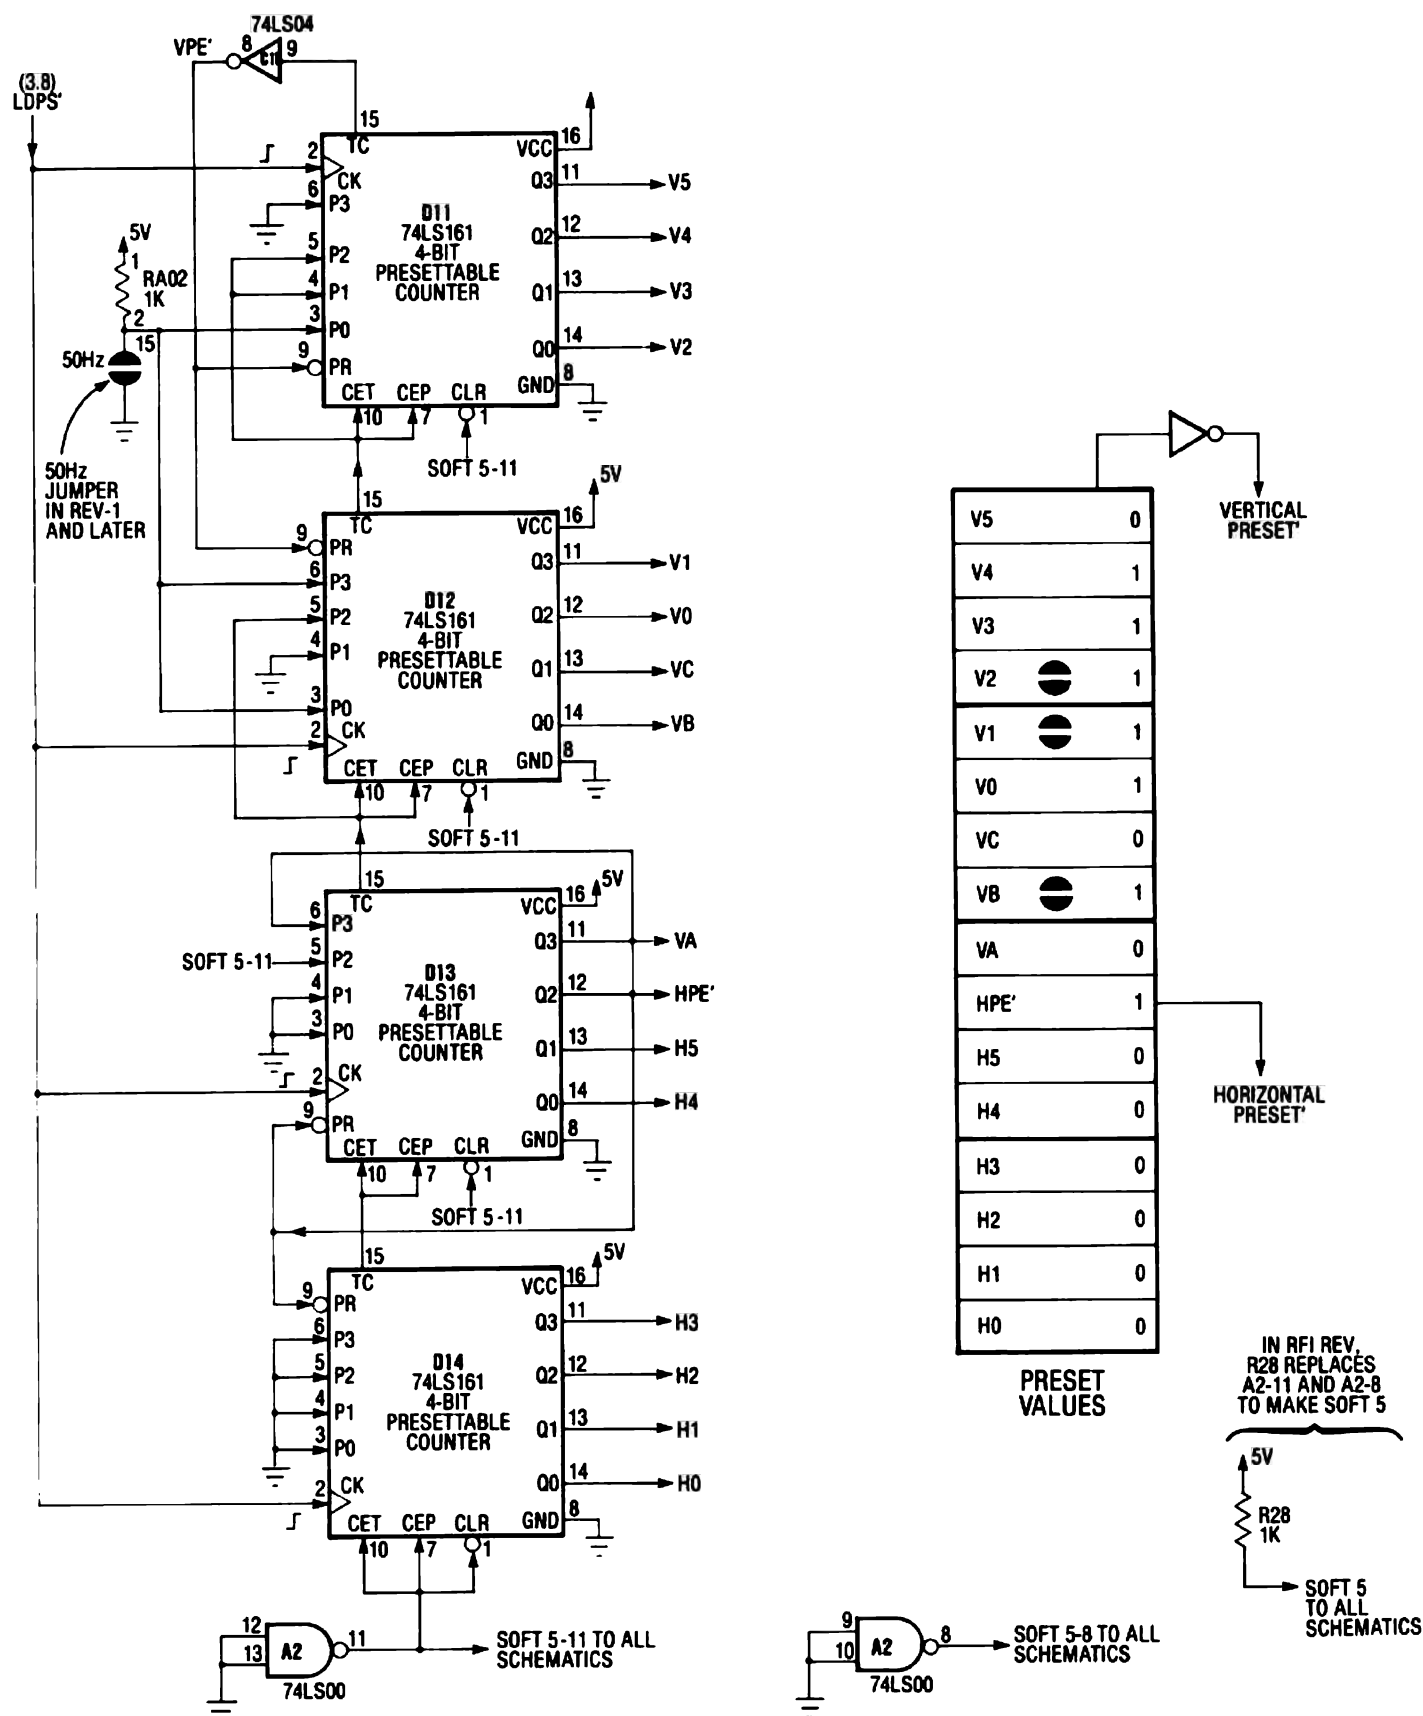 74LS04
VPE' 8 C11 9
(3.8)
LDPS'
15
TC
VCC 16
2 CK
Q3 11 V5
6 P3
D11
74LS161
4-BIT
PRESETTABLE
COUNTER
Q2 12 V4
5V
1
RA02
1K
2
15
5 P2
4 P1
Q1 13 V3
3 P0
Q0 14 V2
50Hz
9 PR
GND 8
CET CEP CLR
10 7 1
SOFT 5-11
50Hz
JUMPER
IN REV-1
AND LATER
15
TC
5V
VCC 16
9 PR
Q3 11 V1
6 P3
D12
74LS161
4-BIT
PRESETTABLE
COUNTER
5 P2
Q2 12 V0
4 P1
Q1 13 VC
3 P0
Q0 14 VB
2 CK
GND 8
CET CEP CLR
10 7 1
SOFT 5-11
15
TC
5V
VCC 16
6 P3
Q3 11 VA
SOFT 5-11 5 P2
D13
74LS161
4-BIT
PRESETTABLE
COUNTER
4 P1
Q2 12 HPE'
3 P0
Q1 13 H5
2 CK
Q0 14 H4
9 PR
GND 8
CET CEP CLR
10 7 1
SOFT 5-11
15
TC
5V
VCC 16
9 PR
Q3 11 H3
6 P3
D14
74LS161
4-BIT
PRESETTABLE
COUNTER
5 P2
Q2 12 H2
4 P1
Q1 13 H1
3 P0
Q0 14 H0
2 CK
GND 8
CET CEP CLR
10 7 1
12
13
A2
11
74LS00
SOFT 5-11 TO ALL
SCHEMATICS
VERTICAL
PRESET'
V5 0
V4 1
V3 1
V2 1
V1 1
V0 1
VC 0
VB 1
VA 0
HPE' 1
H5 0
H4 0
H3 0
H2 0
H1 0
H0 0
HORIZONTAL
PRESET'
PRESET
VALUES
IN RFI REV,
R28 REPLACES
A2-11 AND A2-8
TO MAKE SOFT 5
5V
R28
1K
SOFT 5
TO ALL
SCHEMATICS
9
10
A2
8
74LS00
SOFT 5-8 TO ALL
SCHEMATICS